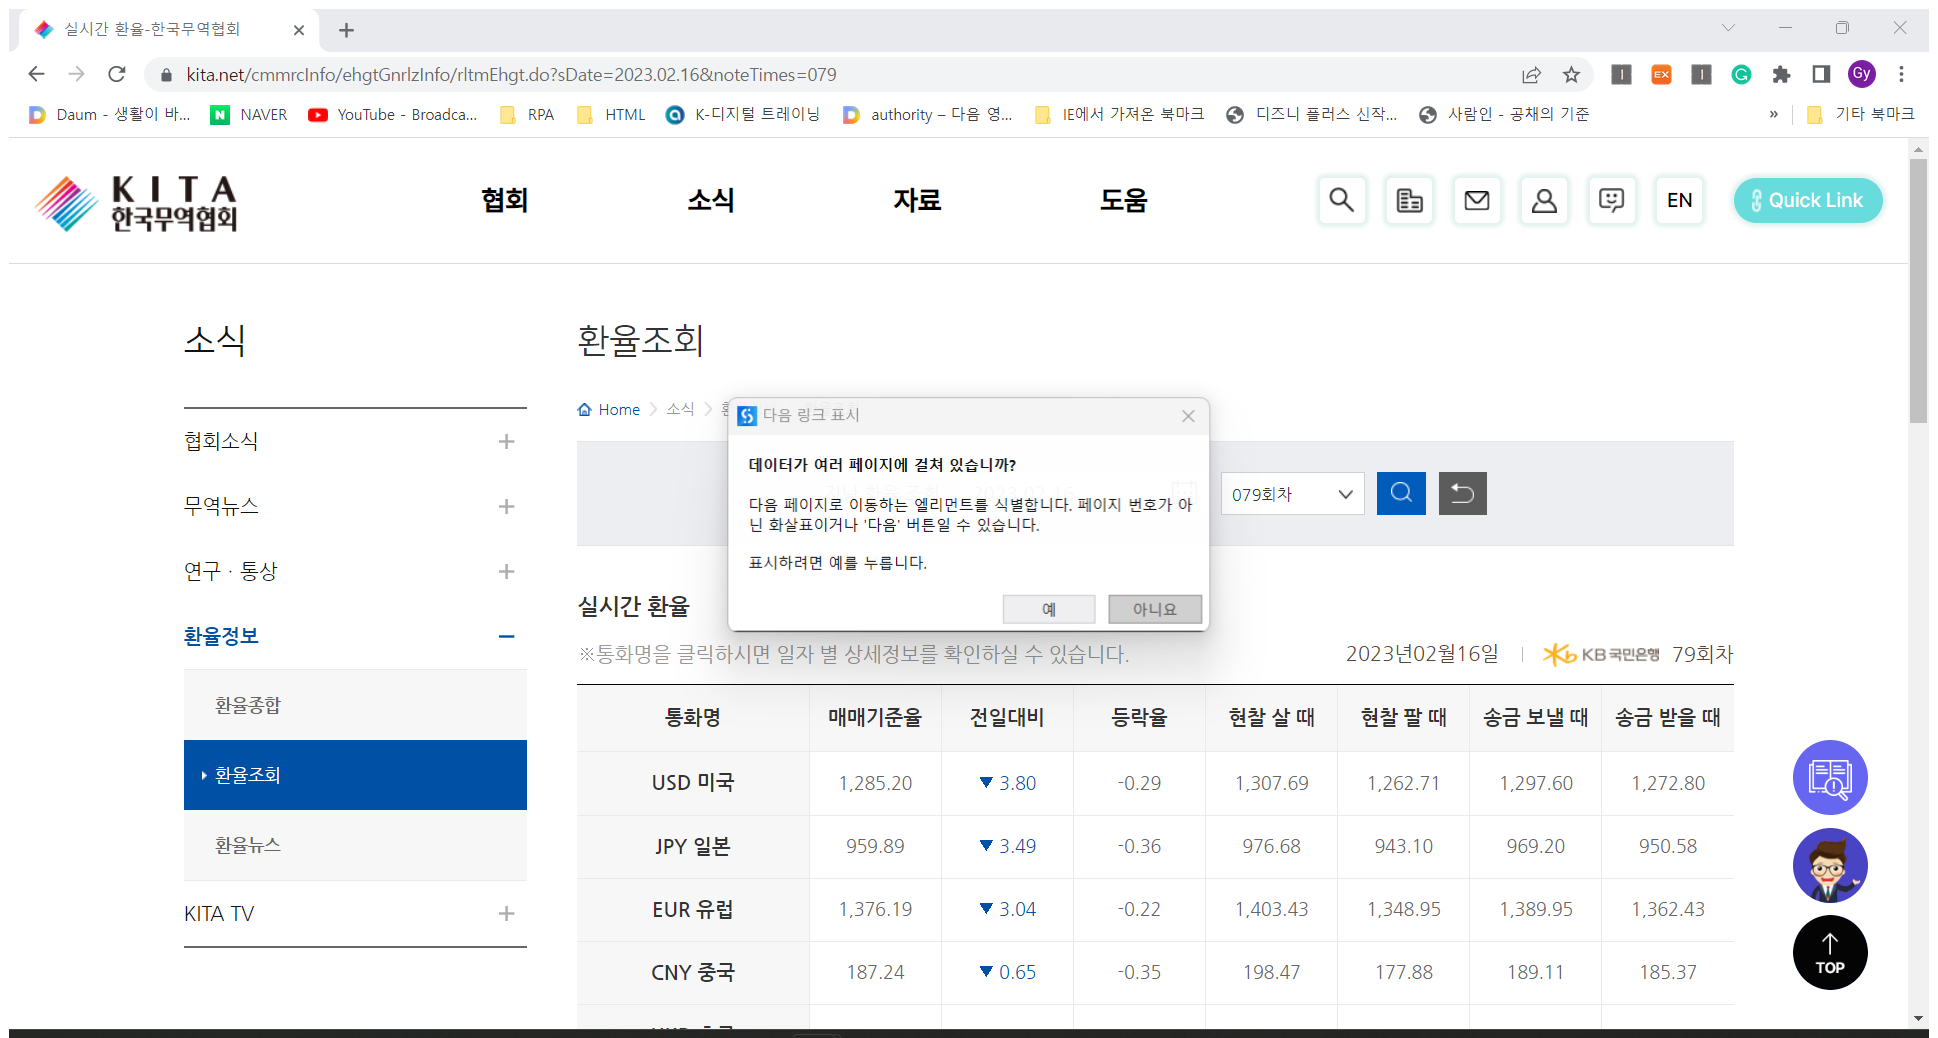 실시간 환율-한국무역협회
kita.net/cmmrcInfo/ehgtGnrlzInfo/rltmEhgt.do?sDate=2023.02.16&noteTimes=079
EX
Gy
Daum - 생활이 바...
NAVER
YouTube - Broadca...
RPA
HTML
K-디지털 트레이닝
authority – 다음 영...
IE에서 가져온 북마크
디즈니 플러스 신작...
사람인 - 공채의 기준
»
기타 북마크
KITA
한국무역협회
협회
소식
자료
도움
EN
Quick Link
소식
협회소식
무역뉴스
연구 · 통상
환율정보
환율종합
환율조회
환율뉴스
KITA TV
환율조회
Home > 소식 >
다음 링크 표시
데이터가 여러 페이지에 걸쳐 있습니까?
다음 페이지로 이동하는 엘리먼트를 식별합니다. 페이지 번호가 아
닌 화살표이거나 '다음' 버튼일 수 있습니다.
표시하려면 예를 누릅니다.
예
아니요
079회차
실시간 환율
※통화명을 클릭하시면 일자 별 상세정보를 확인하실 수 있습니다.
2023년02월16일 | KB국민은행 79회차
통화명 매매기준율 전일대비 등락율 현찰 살 때 현찰 팔 때 송금 보낼 때 송금 받을 때
USD 미국 1,285.20 ▼3.80 -0.29 1,307.69 1,262.71 1,297.60 1,272.80
JPY 일본 959.89 ▼3.49 -0.36 976.68 943.10 969.20 950.58
EUR 유럽 1,376.19 ▼3.04 -0.22 1,403.43 1,348.95 1,389.95 1,362.43
CNY 중국 187.24 ▼0.65 -0.35 198.47 177.88 189.11 185.37
TOP